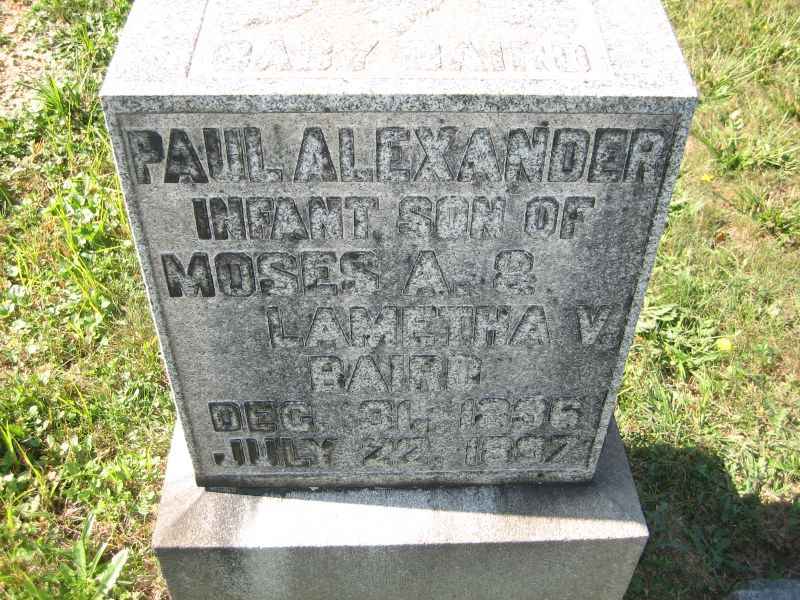 BABY BAIRD
PAUL ALEXANDER
INFANT SON OF
MOSES A. &
LAMETHA V.
BAIRD
DEC. 31, 1896
JULY 22, 1897